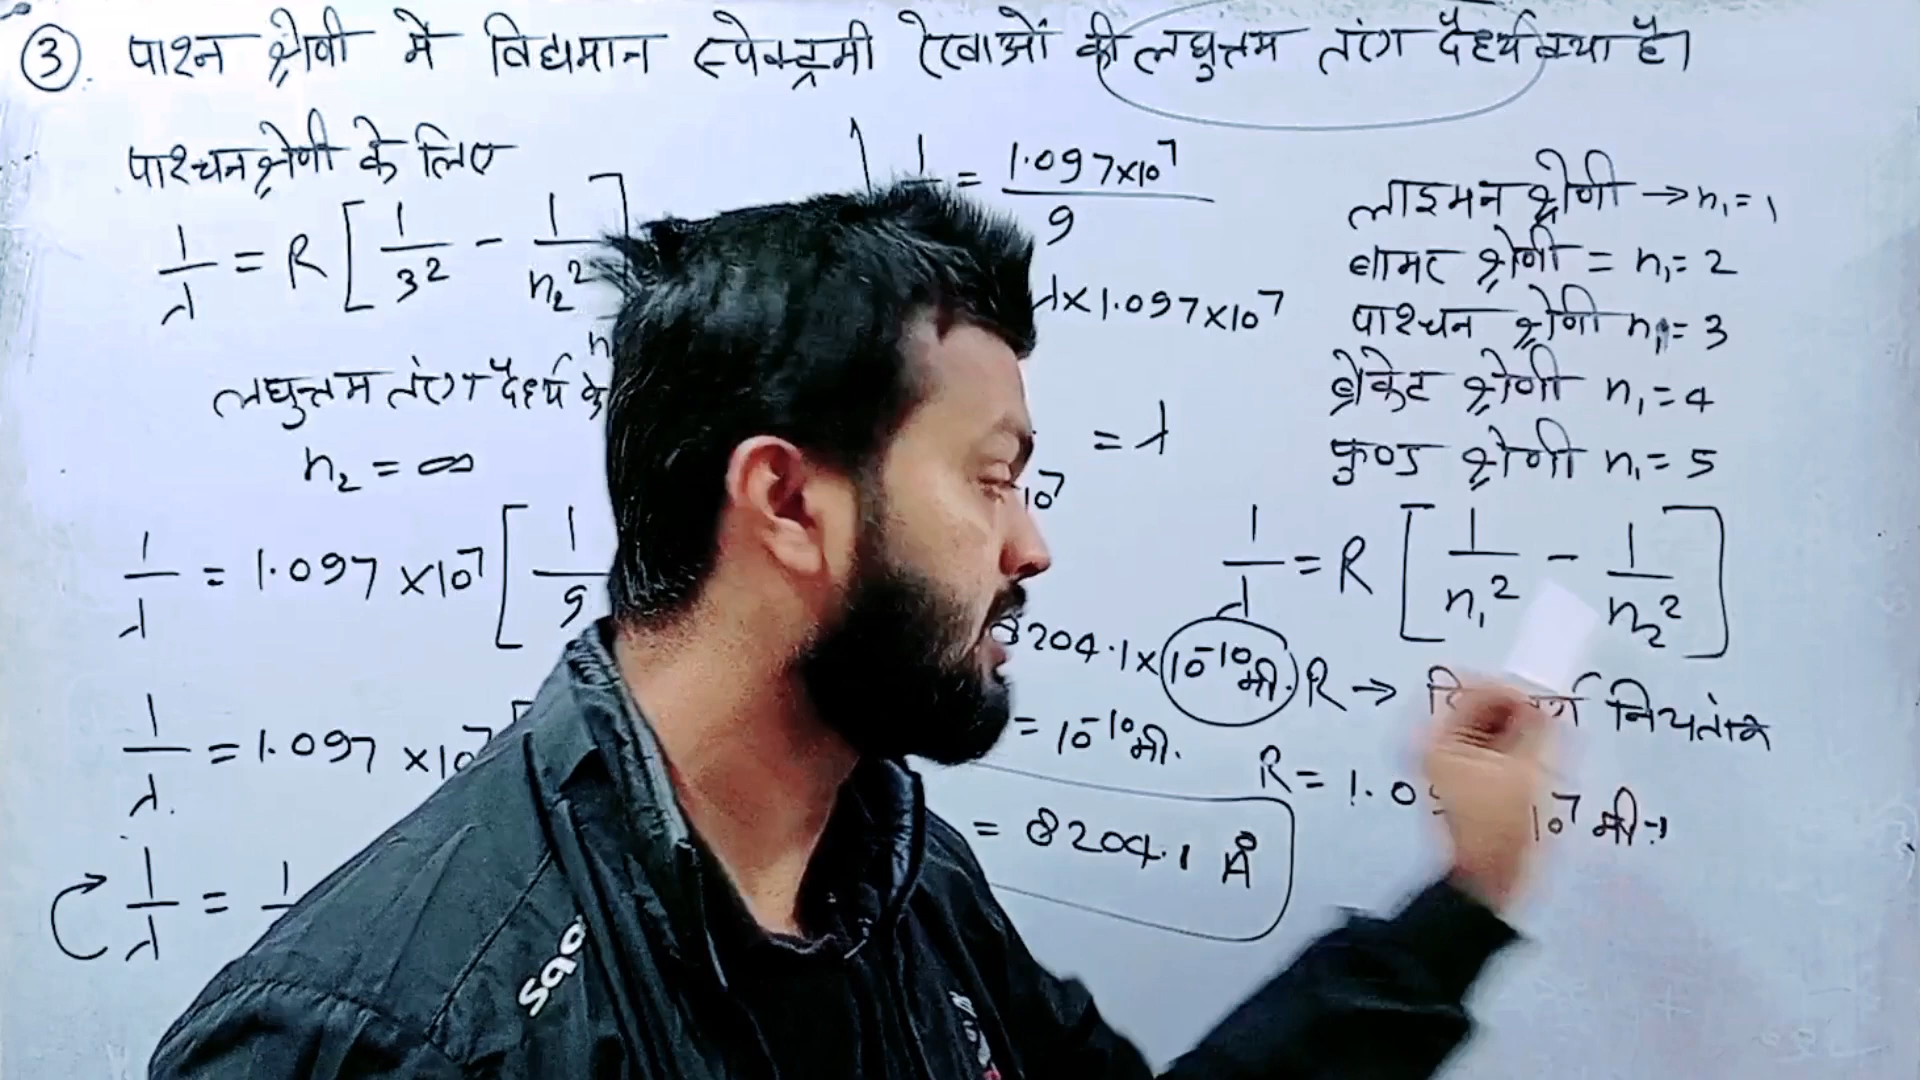 ③ पाश्न श्रेणी में विद्यमान स्पेक्ट्रमी रेखाओं की लघुत्तम तंरग दैर्ध्य क्या है।
पाश्चन श्रेणी के लिए
1/λ = R [1/3² - 1/n₂²]
लघुत्तम तंरग दैर्ध्य के
n₂ = ∞
1/λ = 1.097 ×10⁷ [1/9
1/λ = 1.097 ×10⁷
1/λ = 1
1 = 1.097×10⁷/9
λ×1.097×10⁷
= λ
10⁷
8204.1×10⁻¹⁰ मी.
= 10⁻¹⁰ मी.
= 8204.1 Å
लाइमन श्रेणी → n₁ = 1
बामर श्रेणी = n₁ = 2
पाश्चन श्रेणी n₁ = 3
ब्रेकेट श्रेणी n₁ = 4
फुण्ड श्रेणी n₁ = 5
1/λ = R [1/n₁² - 1/n₂²]
R → नियतांक
R = 1.0 10⁷ मी⁻¹